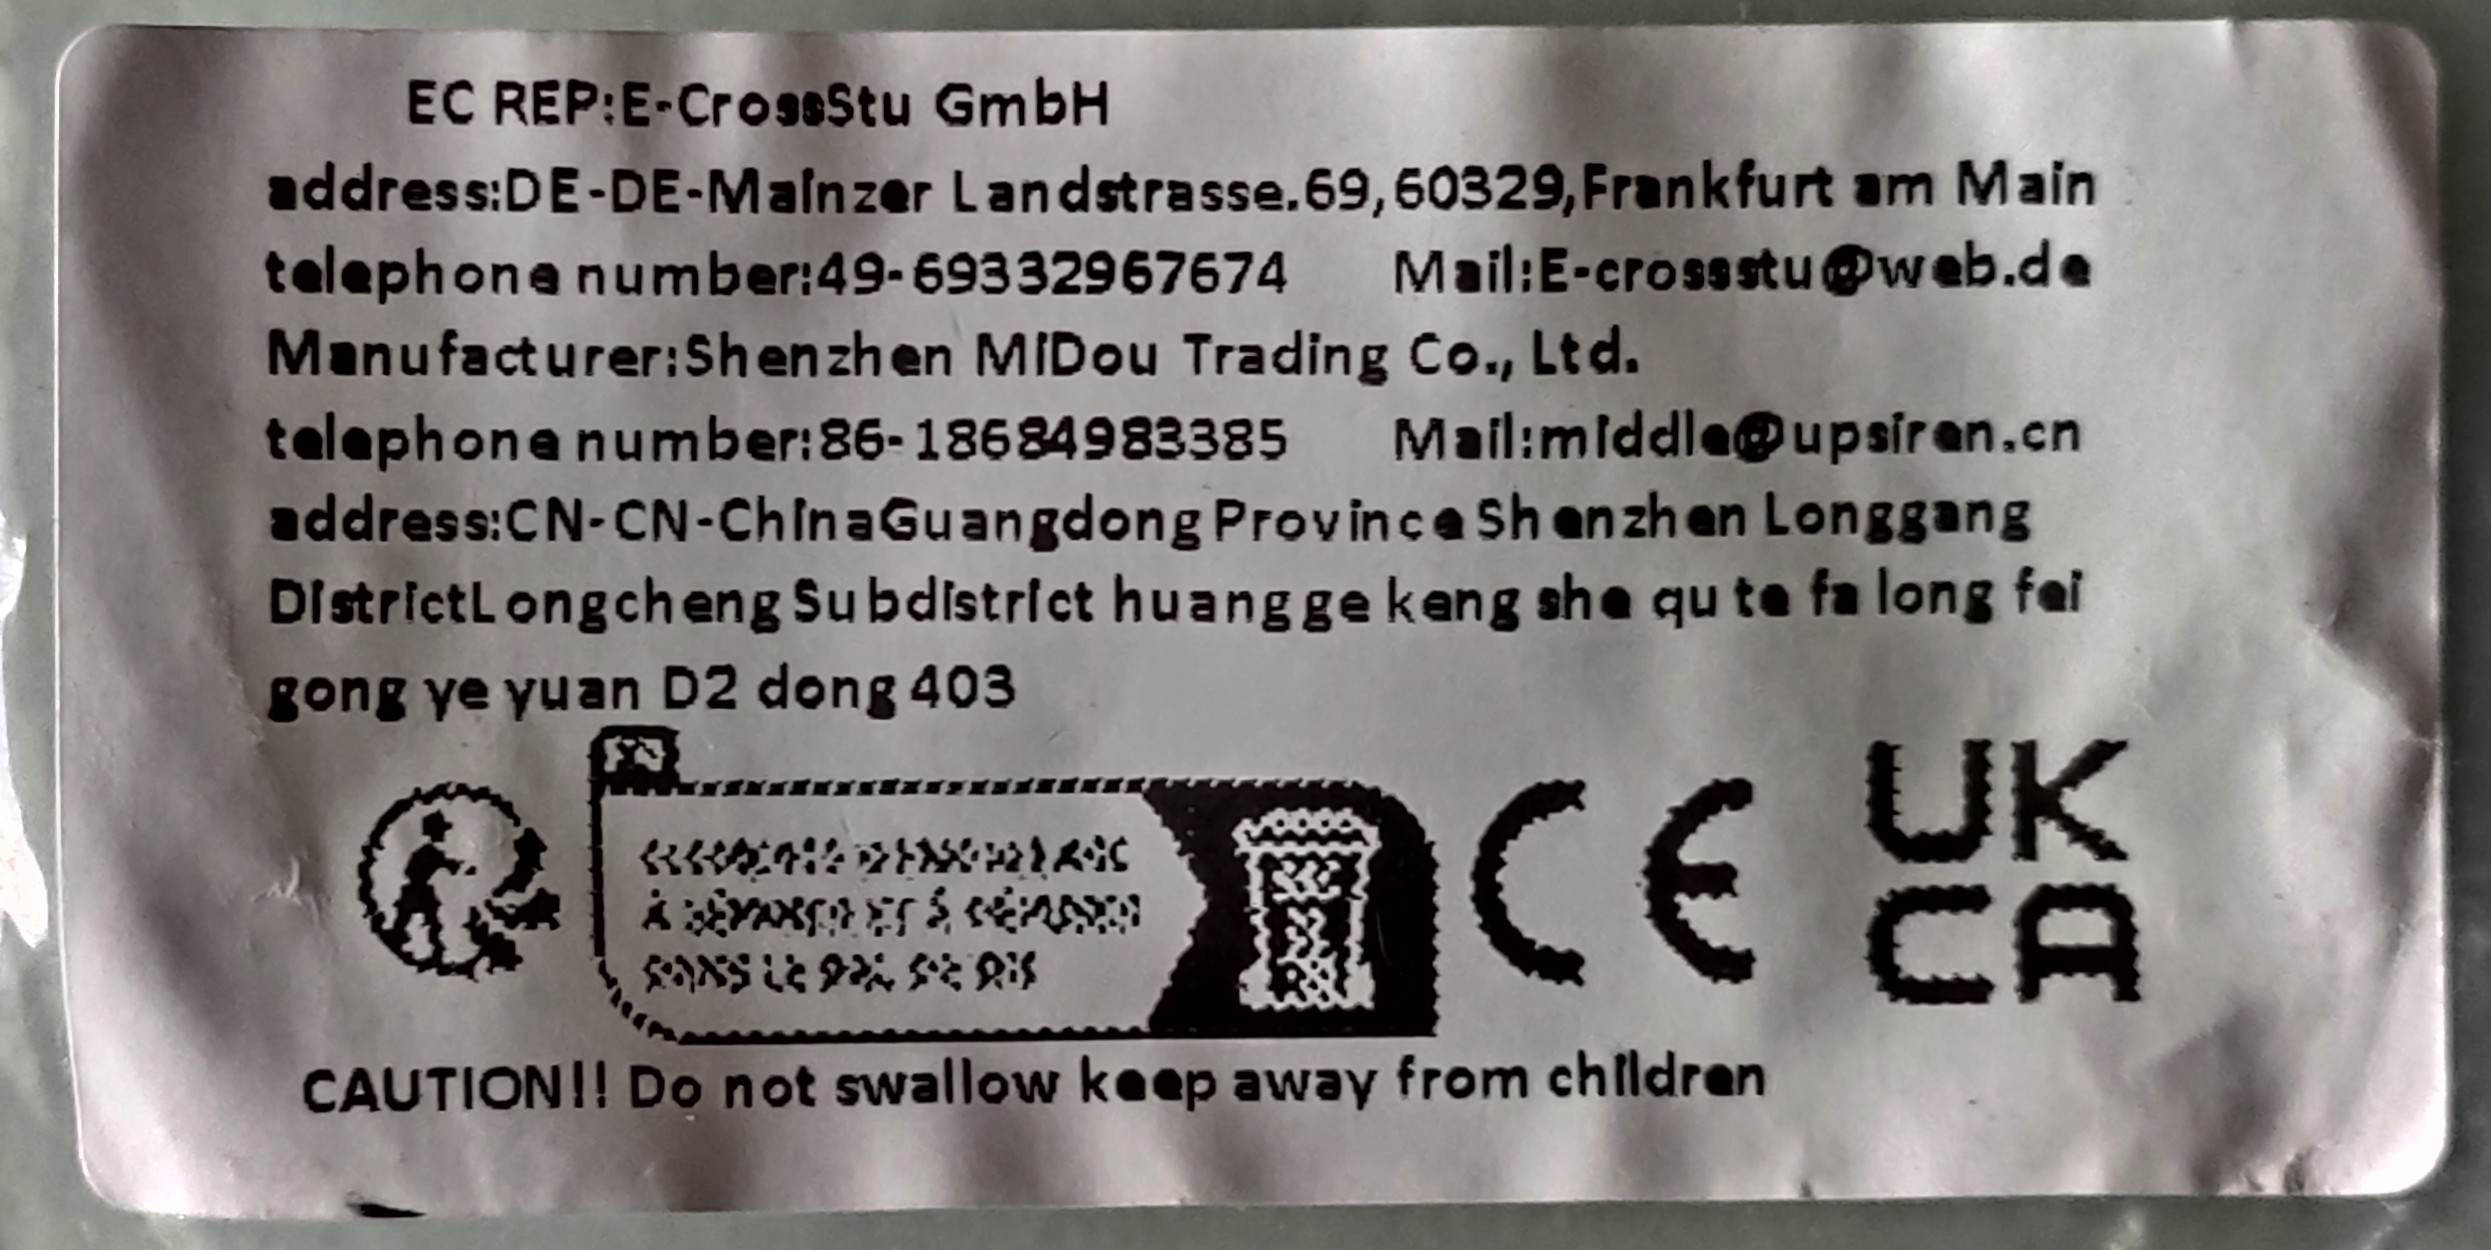 EC REP:E-CrossStu GmbH
address:DE-DE-Mainzer Landstrasse.69,60329,Frankfurt am Main
telephone number:49-69332967674 Mail:E-crossstu@web.de
Manufacturer:Shenzhen MiDou Trading Co., Ltd.
telephone number:86-18684983385 Mail:middle@upsiren.cn
address:CN-CN-ChinaGuangdong Province Shenzhen Longgang
DistrictLongcheng Subdistrict huang ge keng she qu te fa long fei
gong ye yuan D2 dong 403
CE
UK
CA
CAUTION!! Do not swallow keep away from children